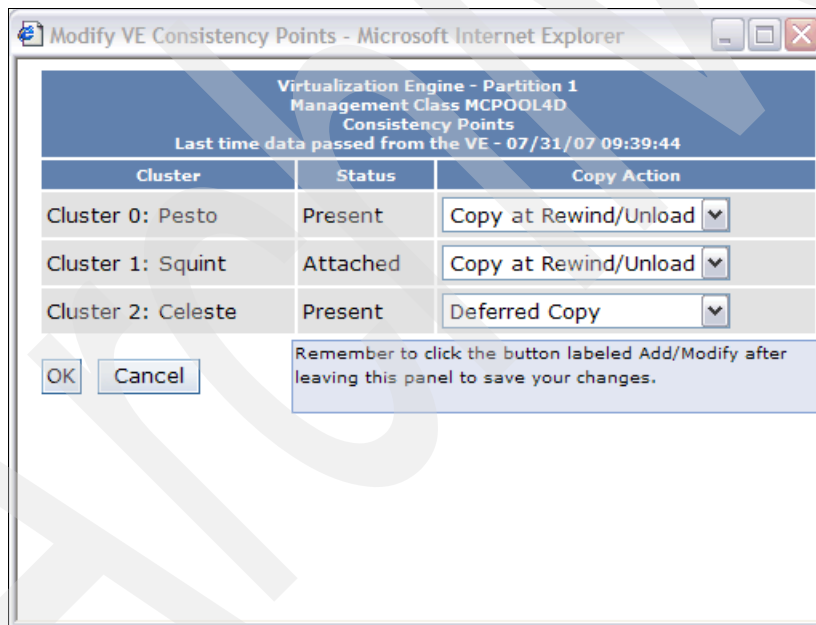 Modify VE Consistency Points - Microsoft Internet Explorer
Virtualization Engine - Partition 1
Management Class MCPOOL4D
Consistency Points
Last time data passed from the VE - 07/31/07 09:39:44
Cluster Status Copy Action
Cluster 0: Pesto Present Copy at Rewind/Unload
Cluster 1: Squint Attached Copy at Rewind/Unload
Cluster 2: Celeste Present Deferred Copy
OK Cancel
Remember to click the button labeled Add/Modify after
leaving this panel to save your changes.